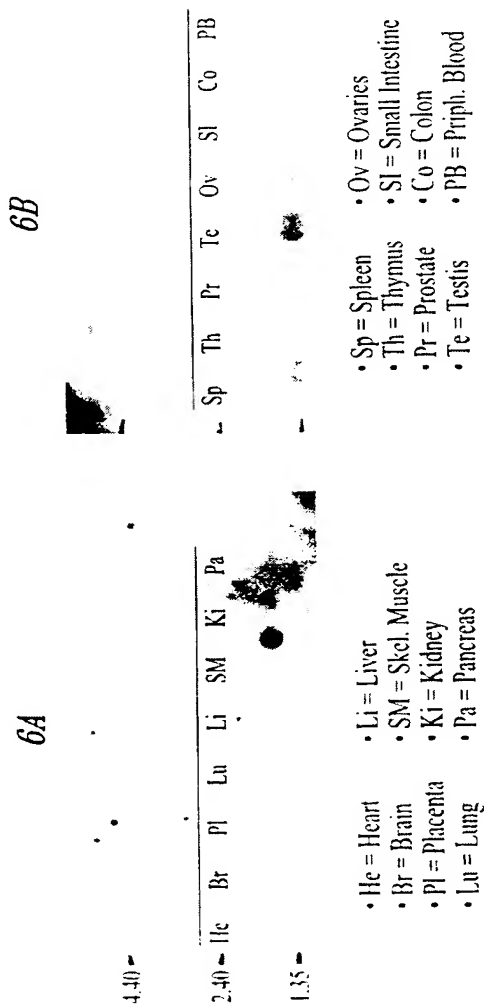 6A
4.40
He Br Pl Lu Li SM Ki Pa
2.40
1.35
• He = Heart
• Br = Brain
• Pl = Placenta
• Lu = Lung
• Li = Liver
• SM = Skcl. Muscle
• Ki = Kidney
• Pa = Pancreas
6B
Sp Th Pr Te Ov SI Co PB
• Sp = Spleen
• Th = Thymus
• Pr = Prostate
• Te = Testis
• Ov = Ovaries
• SI = Small Intestine
• Co = Colon
• PB = Priph. Blood